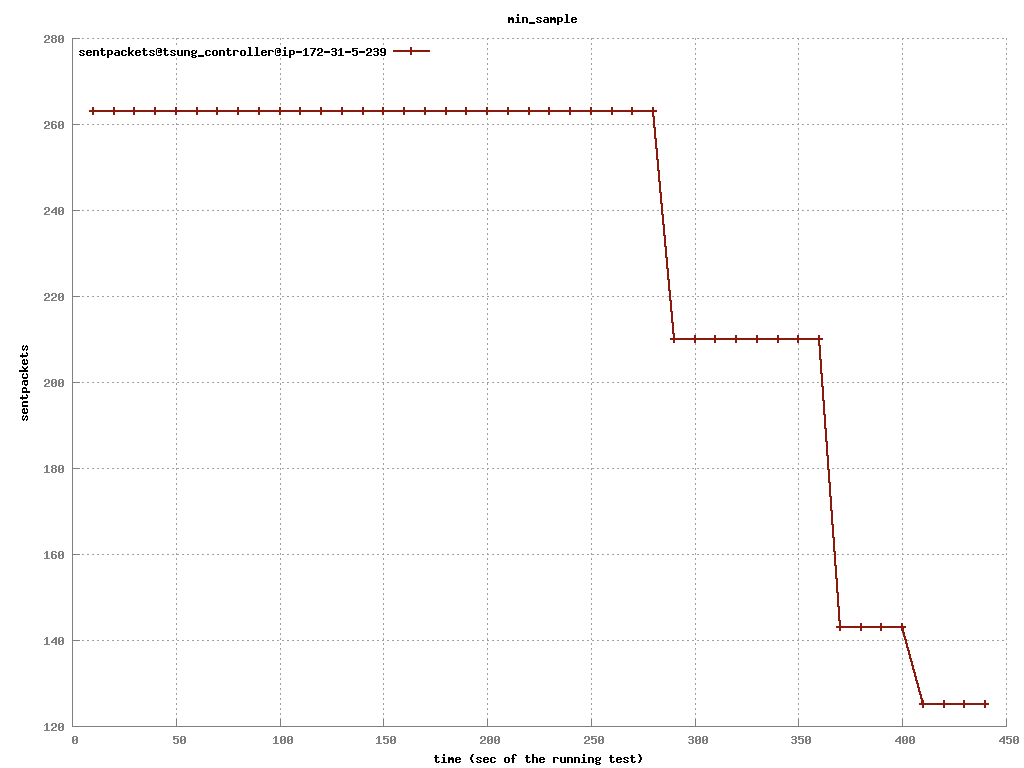 min_sample
280
sentpackets@tsung_controller@ip-172-31-5-239
260
240
220
200
sentpackets
180
160
140
120
0 50 100 150 200 250 300 350 400 450
time (sec of the running test)